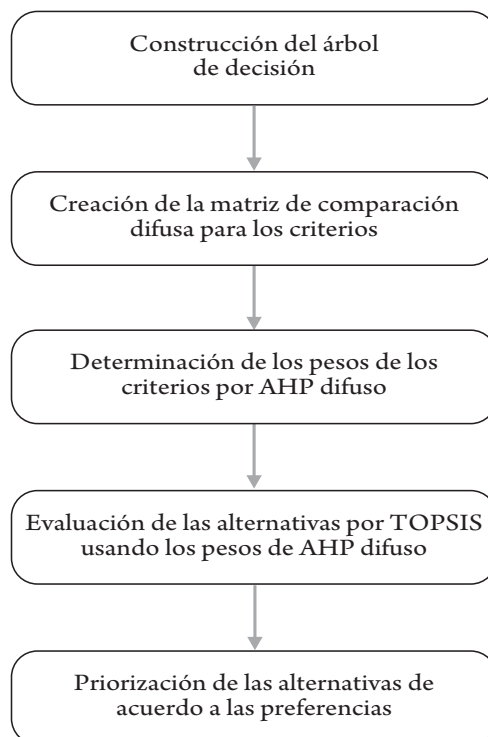 Construcción del árbol
de decisión
Creación de la matriz de comparación
difusa para los criterios
Determinación de los pesos de los
criterios por AHP difuso
Evaluación de las alternativas por TOPSIS
usando los pesos de AHP difuso
Priorización de las alternativas de
acuerdo a las preferencias